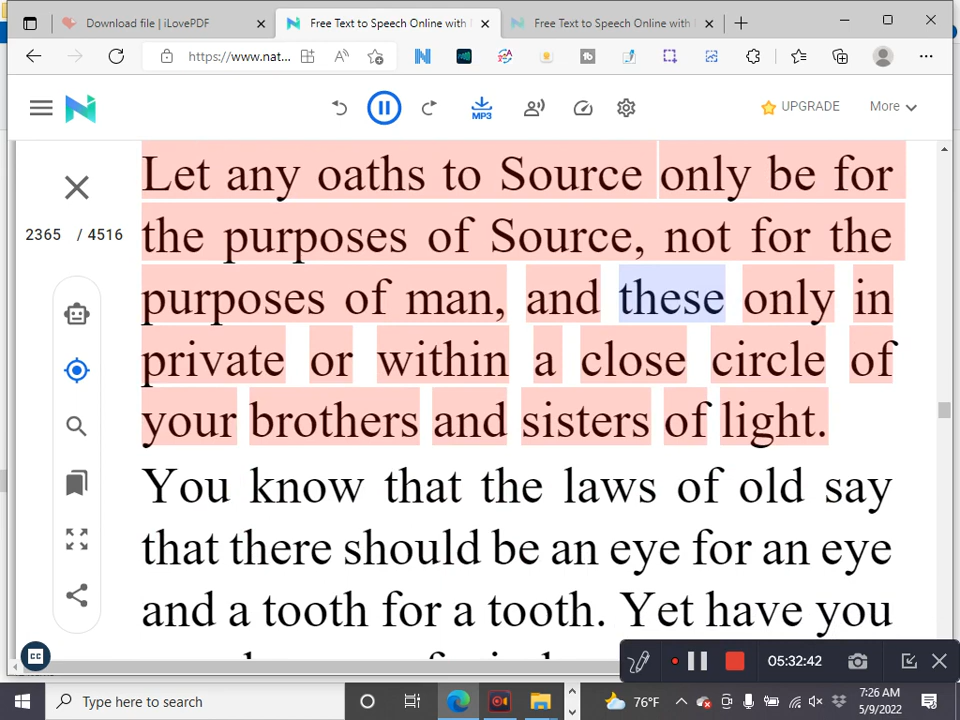 Download file | iLovePDF
Free Text to Speech Online with
Free Text to Speech Online with
https://www.nat...
MP3
UPGRADE
More
2365 / 4516
Let any oaths to Source only be for
the purposes of Source, not for the
purposes of man, and these only in
private or within a close circle of
your brothers and sisters of light.
You know that the laws of old say
that there should be an eye for an eye
and a tooth for a tooth. Yet have you
CC
05:32:42
Type here to search
76°F
7:26 AM
5/9/2022